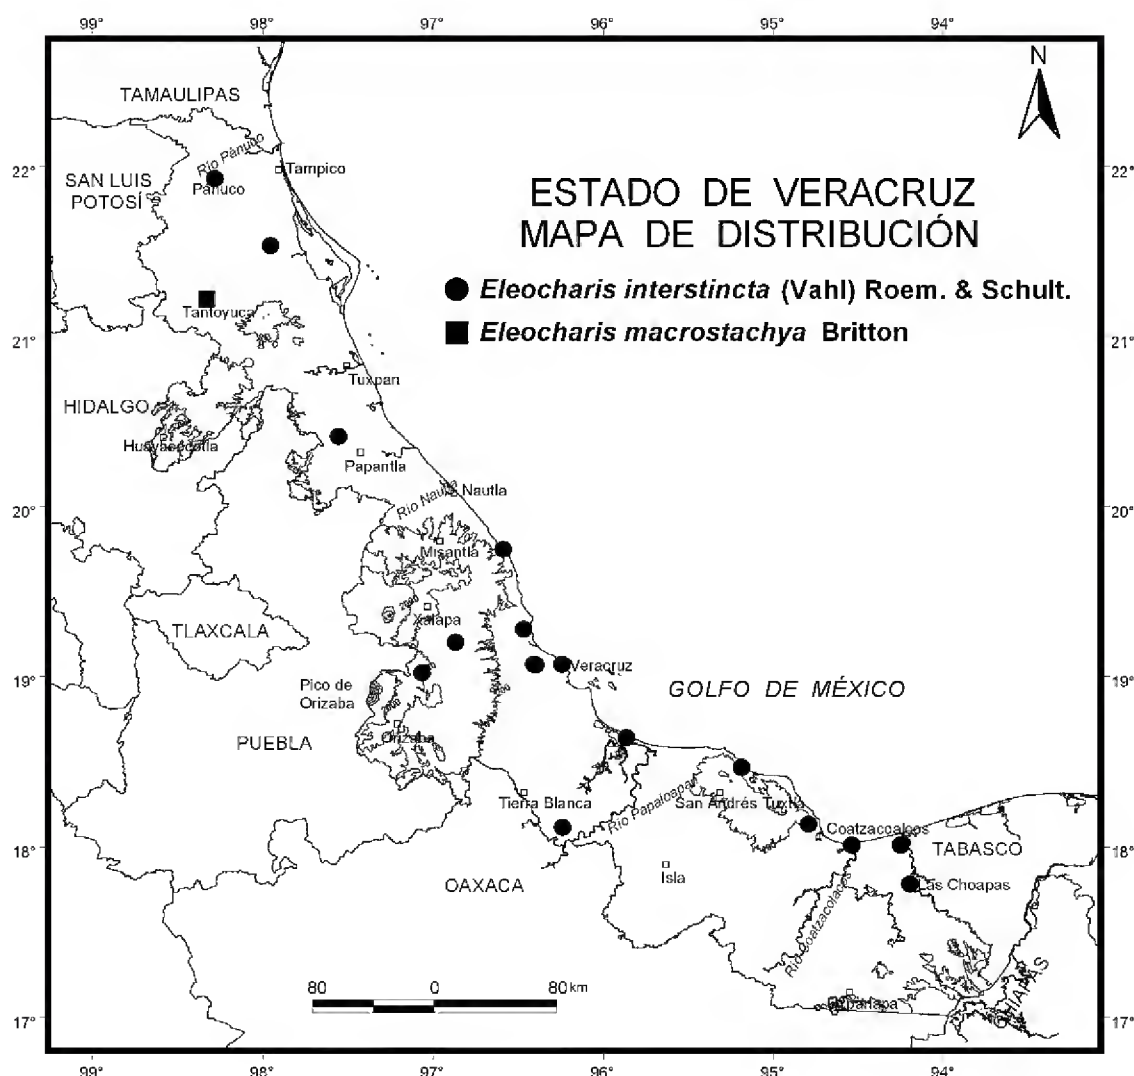 99° 98° 97° 96° 95° 94°
N
TAMAULIPAS
Río Pánuco
22° 22°
Tampico
SAN LUIS
POTOSÍ
Pánuco
ESTADO DE VERACRUZ
MAPA DE DISTRIBUCIÓN
Eleocharis interstincta (Vahl) Roem. & Schult.
Tantoyuca
Eleocharis macrostachya Britton
21° 21°
Tuxpan
HIDALGO
Huayacocotla
Papantla
Río Nautla
Nautla
20° 20°
Misantla
2000
Xalapa
TLAXCALA
Veracruz
19° 19°
Pico de
Orizaba
GOLFO DE MÉXICO
2000
PUEBLA
Orizaba
Tierra Blanca
Río Papaloapan
San Andrés Tuxtla
Coatzacoalcos
18° 18°
TABASCO
OAXACA
Isla
Las Choapas
Río Coatzacoalcos
80 0 80 km
CHIAPAS
17° 17°
99° 98° 97° 96° 95° 94°